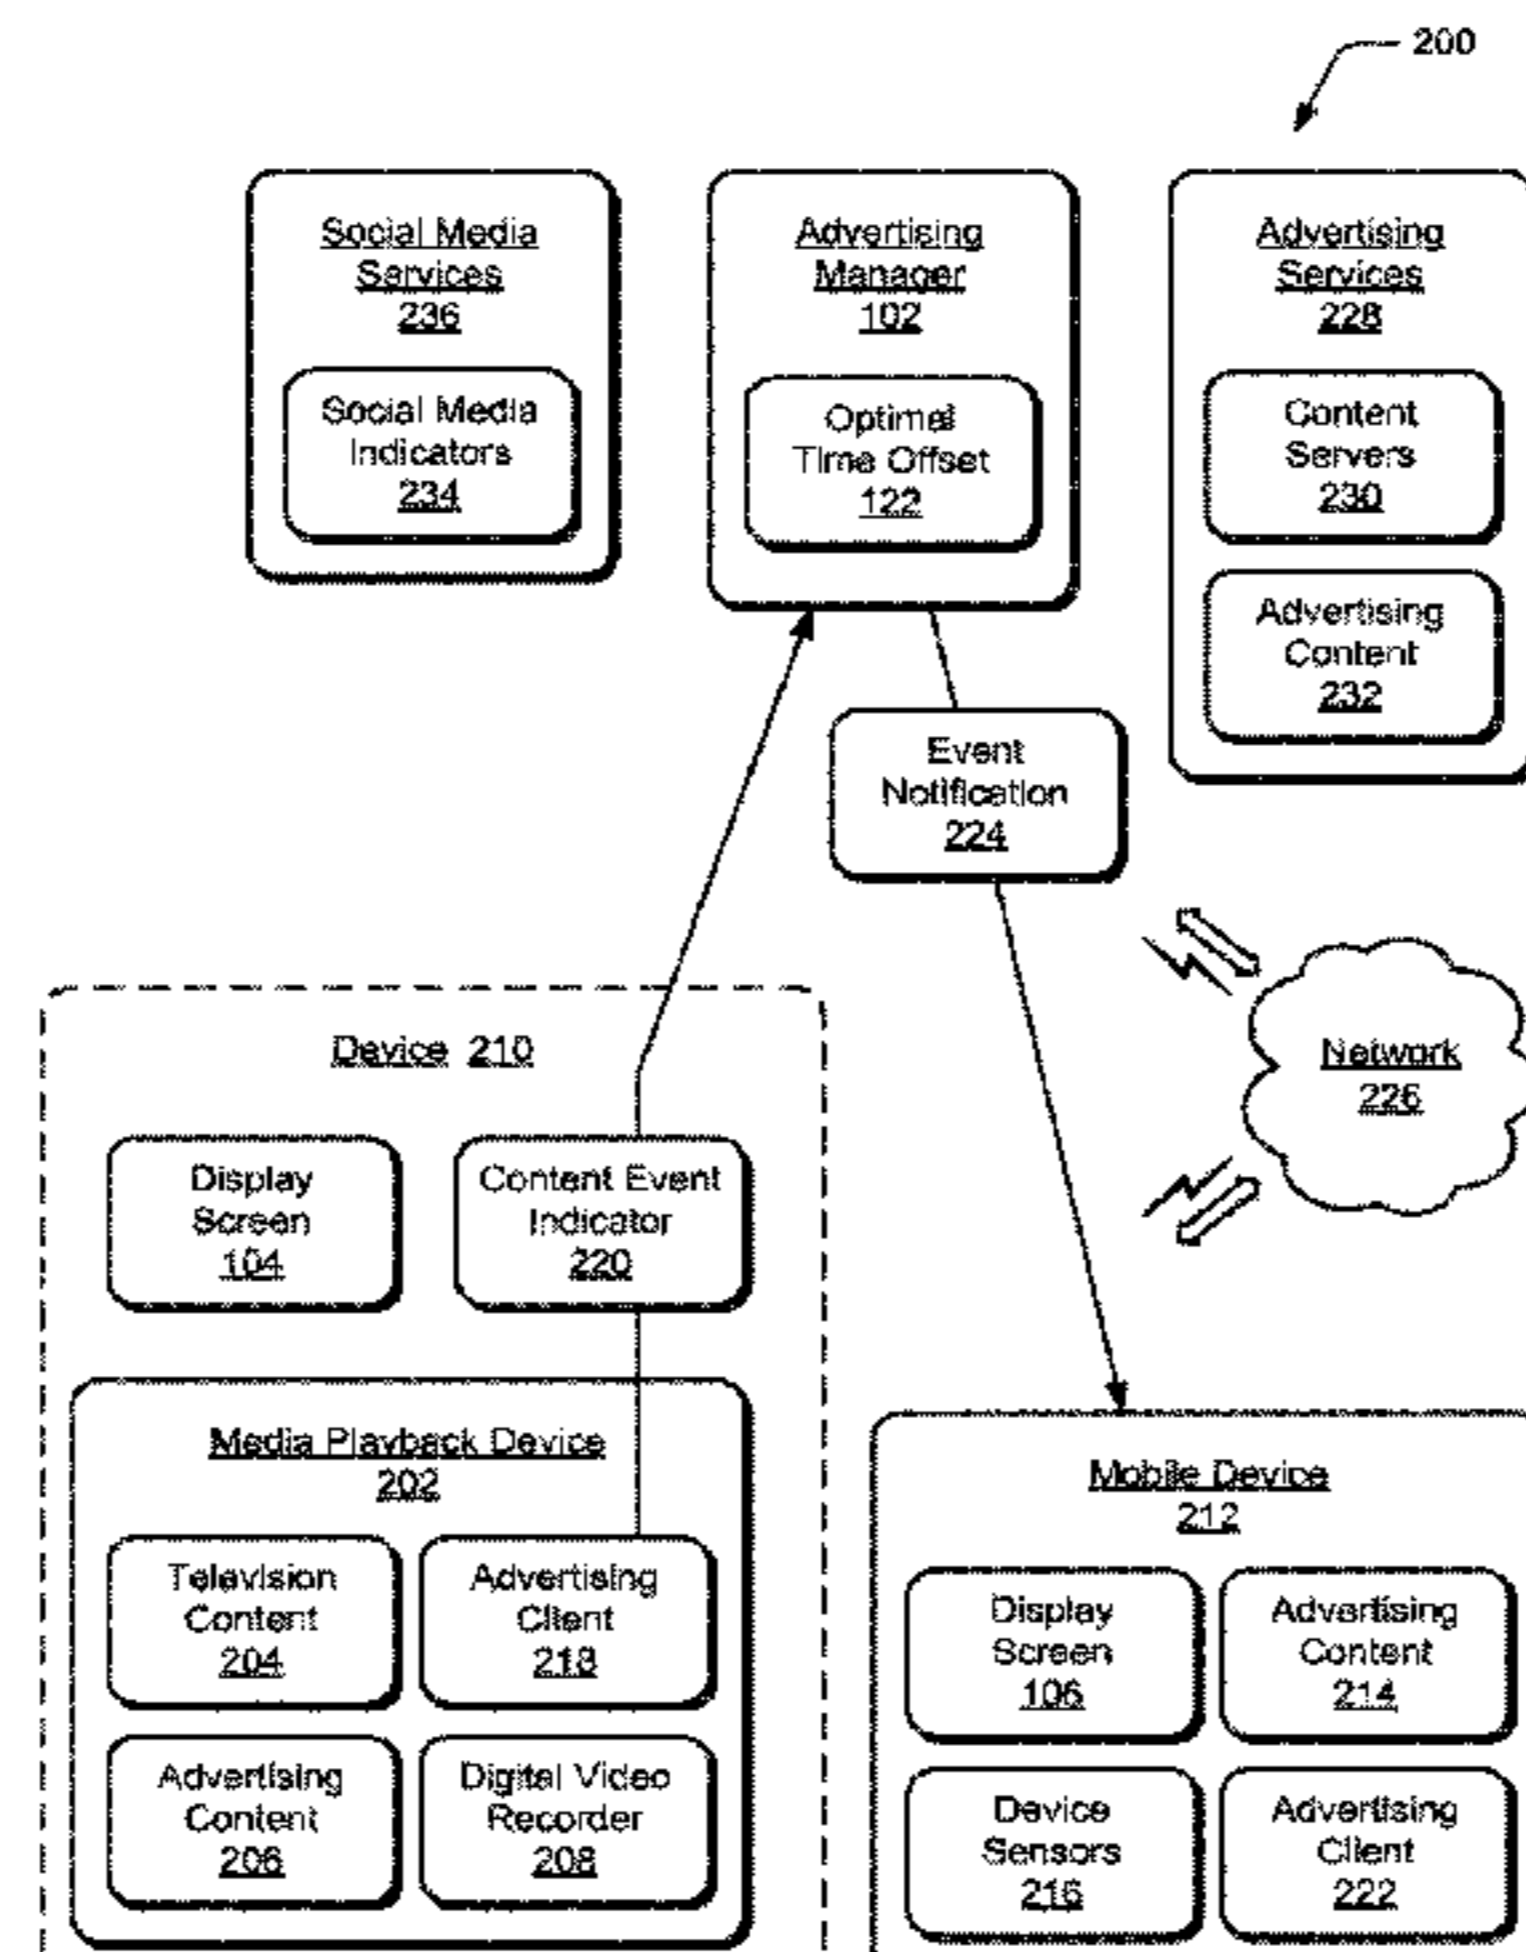 200
Social Media
Services
236
Social Media
Indicators
234
Advertising
Manager
102
Optimal
Time Offset
122
Advertising
Services
228
Content
Servers
230
Advertising
Content
232
Event
Notification
224
Network
226
Device 210
Display
Screen
104
Content Event
Indicator
220
Media Playback Device
202
Television
Content
204
Advertising
Client
218
Advertising
Content
206
Digital Video
Recorder
208
Mobile Device
212
Display
Screen
106
Advertising
Content
214
Device
Sensors
216
Advertising
Client
222